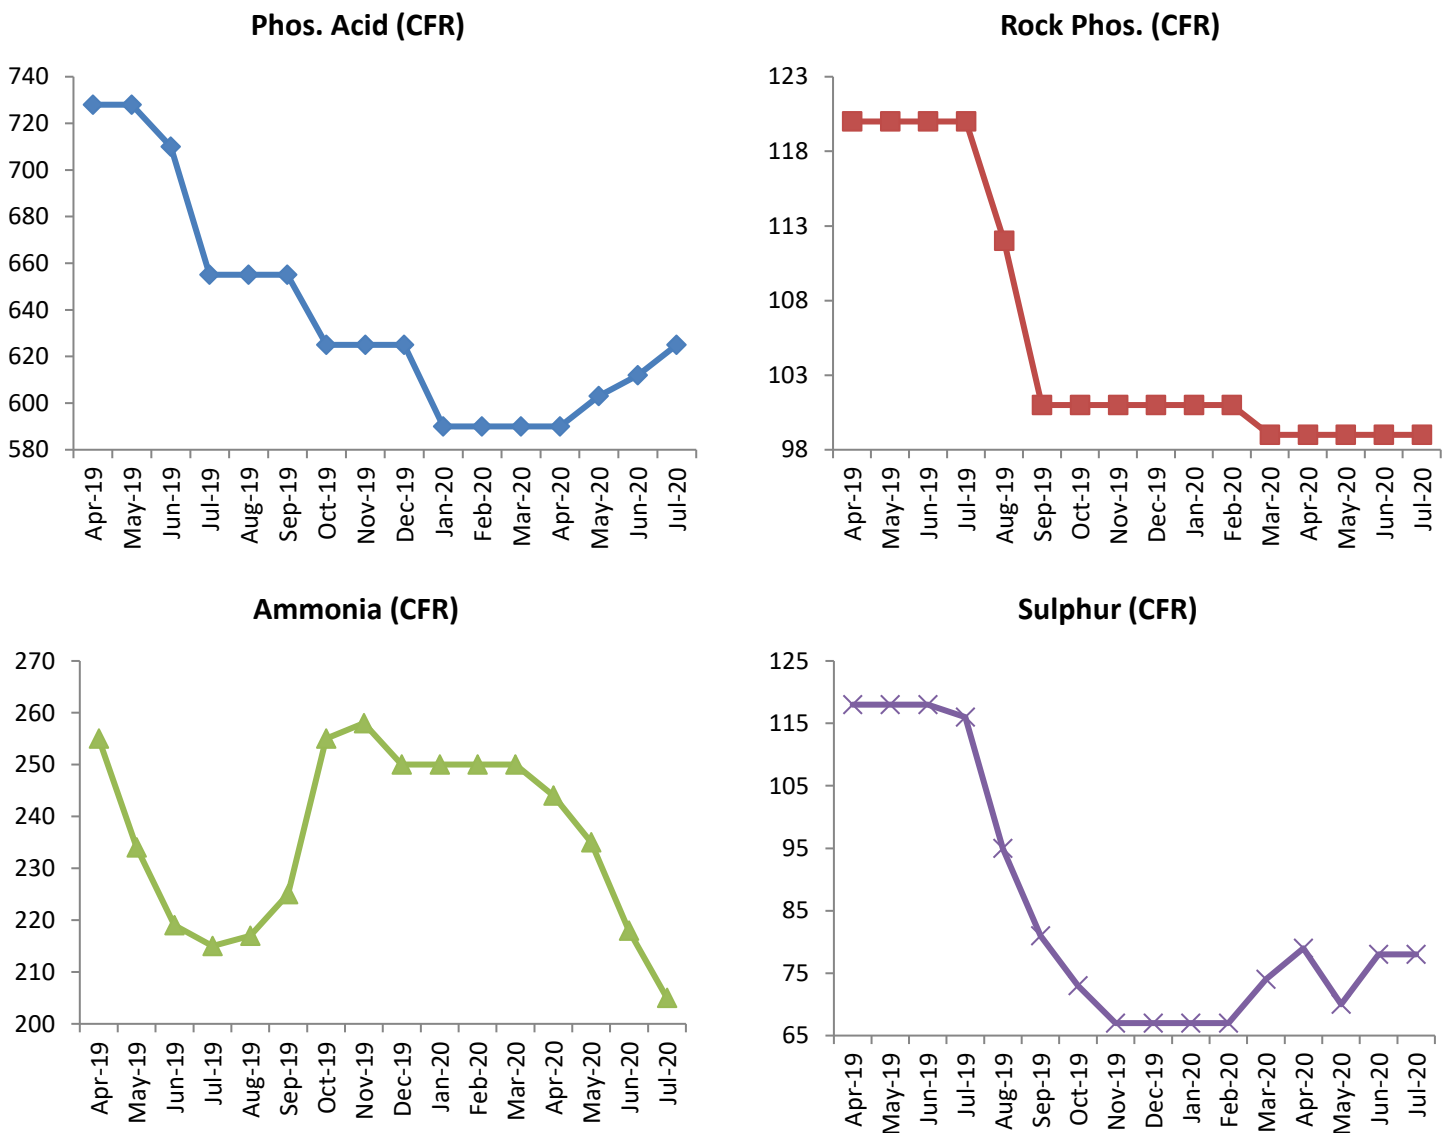 Phos. Acid (CFR)
740
720
700
680
660
640
620
600
580
Apr-19
May-19
Jun-19
Jul-19
Aug-19
Sep-19
Oct-19
Nov-19
Dec-19
Jan-20
Feb-20
Mar-20
Apr-20
May-20
Jun-20
Jul-20
Rock Phos. (CFR)
123
118
113
108
103
98
Apr-19
May-19
Jun-19
Jul-19
Aug-19
Sep-19
Oct-19
Nov-19
Dec-19
Jan-20
Feb-20
Mar-20
Apr-20
May-20
Jun-20
Jul-20
Ammonia (CFR)
270
260
250
240
230
220
210
200
Apr-19
May-19
Jun-19
Jul-19
Aug-19
Sep-19
Oct-19
Nov-19
Dec-19
Jan-20
Feb-20
Mar-20
Apr-20
May-20
Jun-20
Jul-20
Sulphur (CFR)
125
115
105
95
85
75
65
Apr-19
May-19
Jun-19
Jul-19
Aug-19
Sep-19
Oct-19
Nov-19
Dec-19
Jan-20
Feb-20
Mar-20
Apr-20
May-20
Jun-20
Jul-20